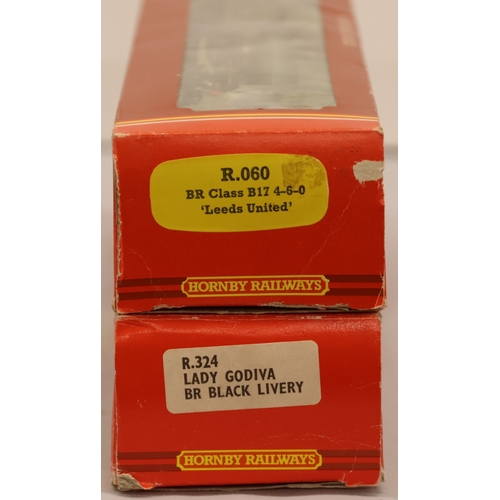 R.060
BR Class B17 4-6-0
‘Leeds United’
HORNBY RAILWAYS
R.324
LADY GODIVA
BR BLACK LIVERY
HORNBY RAILWAYS